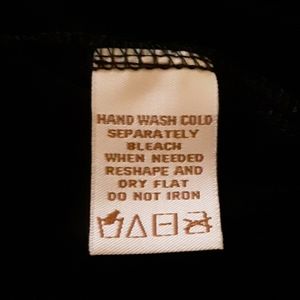 HAND WASH COLD
SEPARATELY
BLEACH
WHEN NEEDED
RESHAPE AND
DRY FLAT
DO NOT IRON